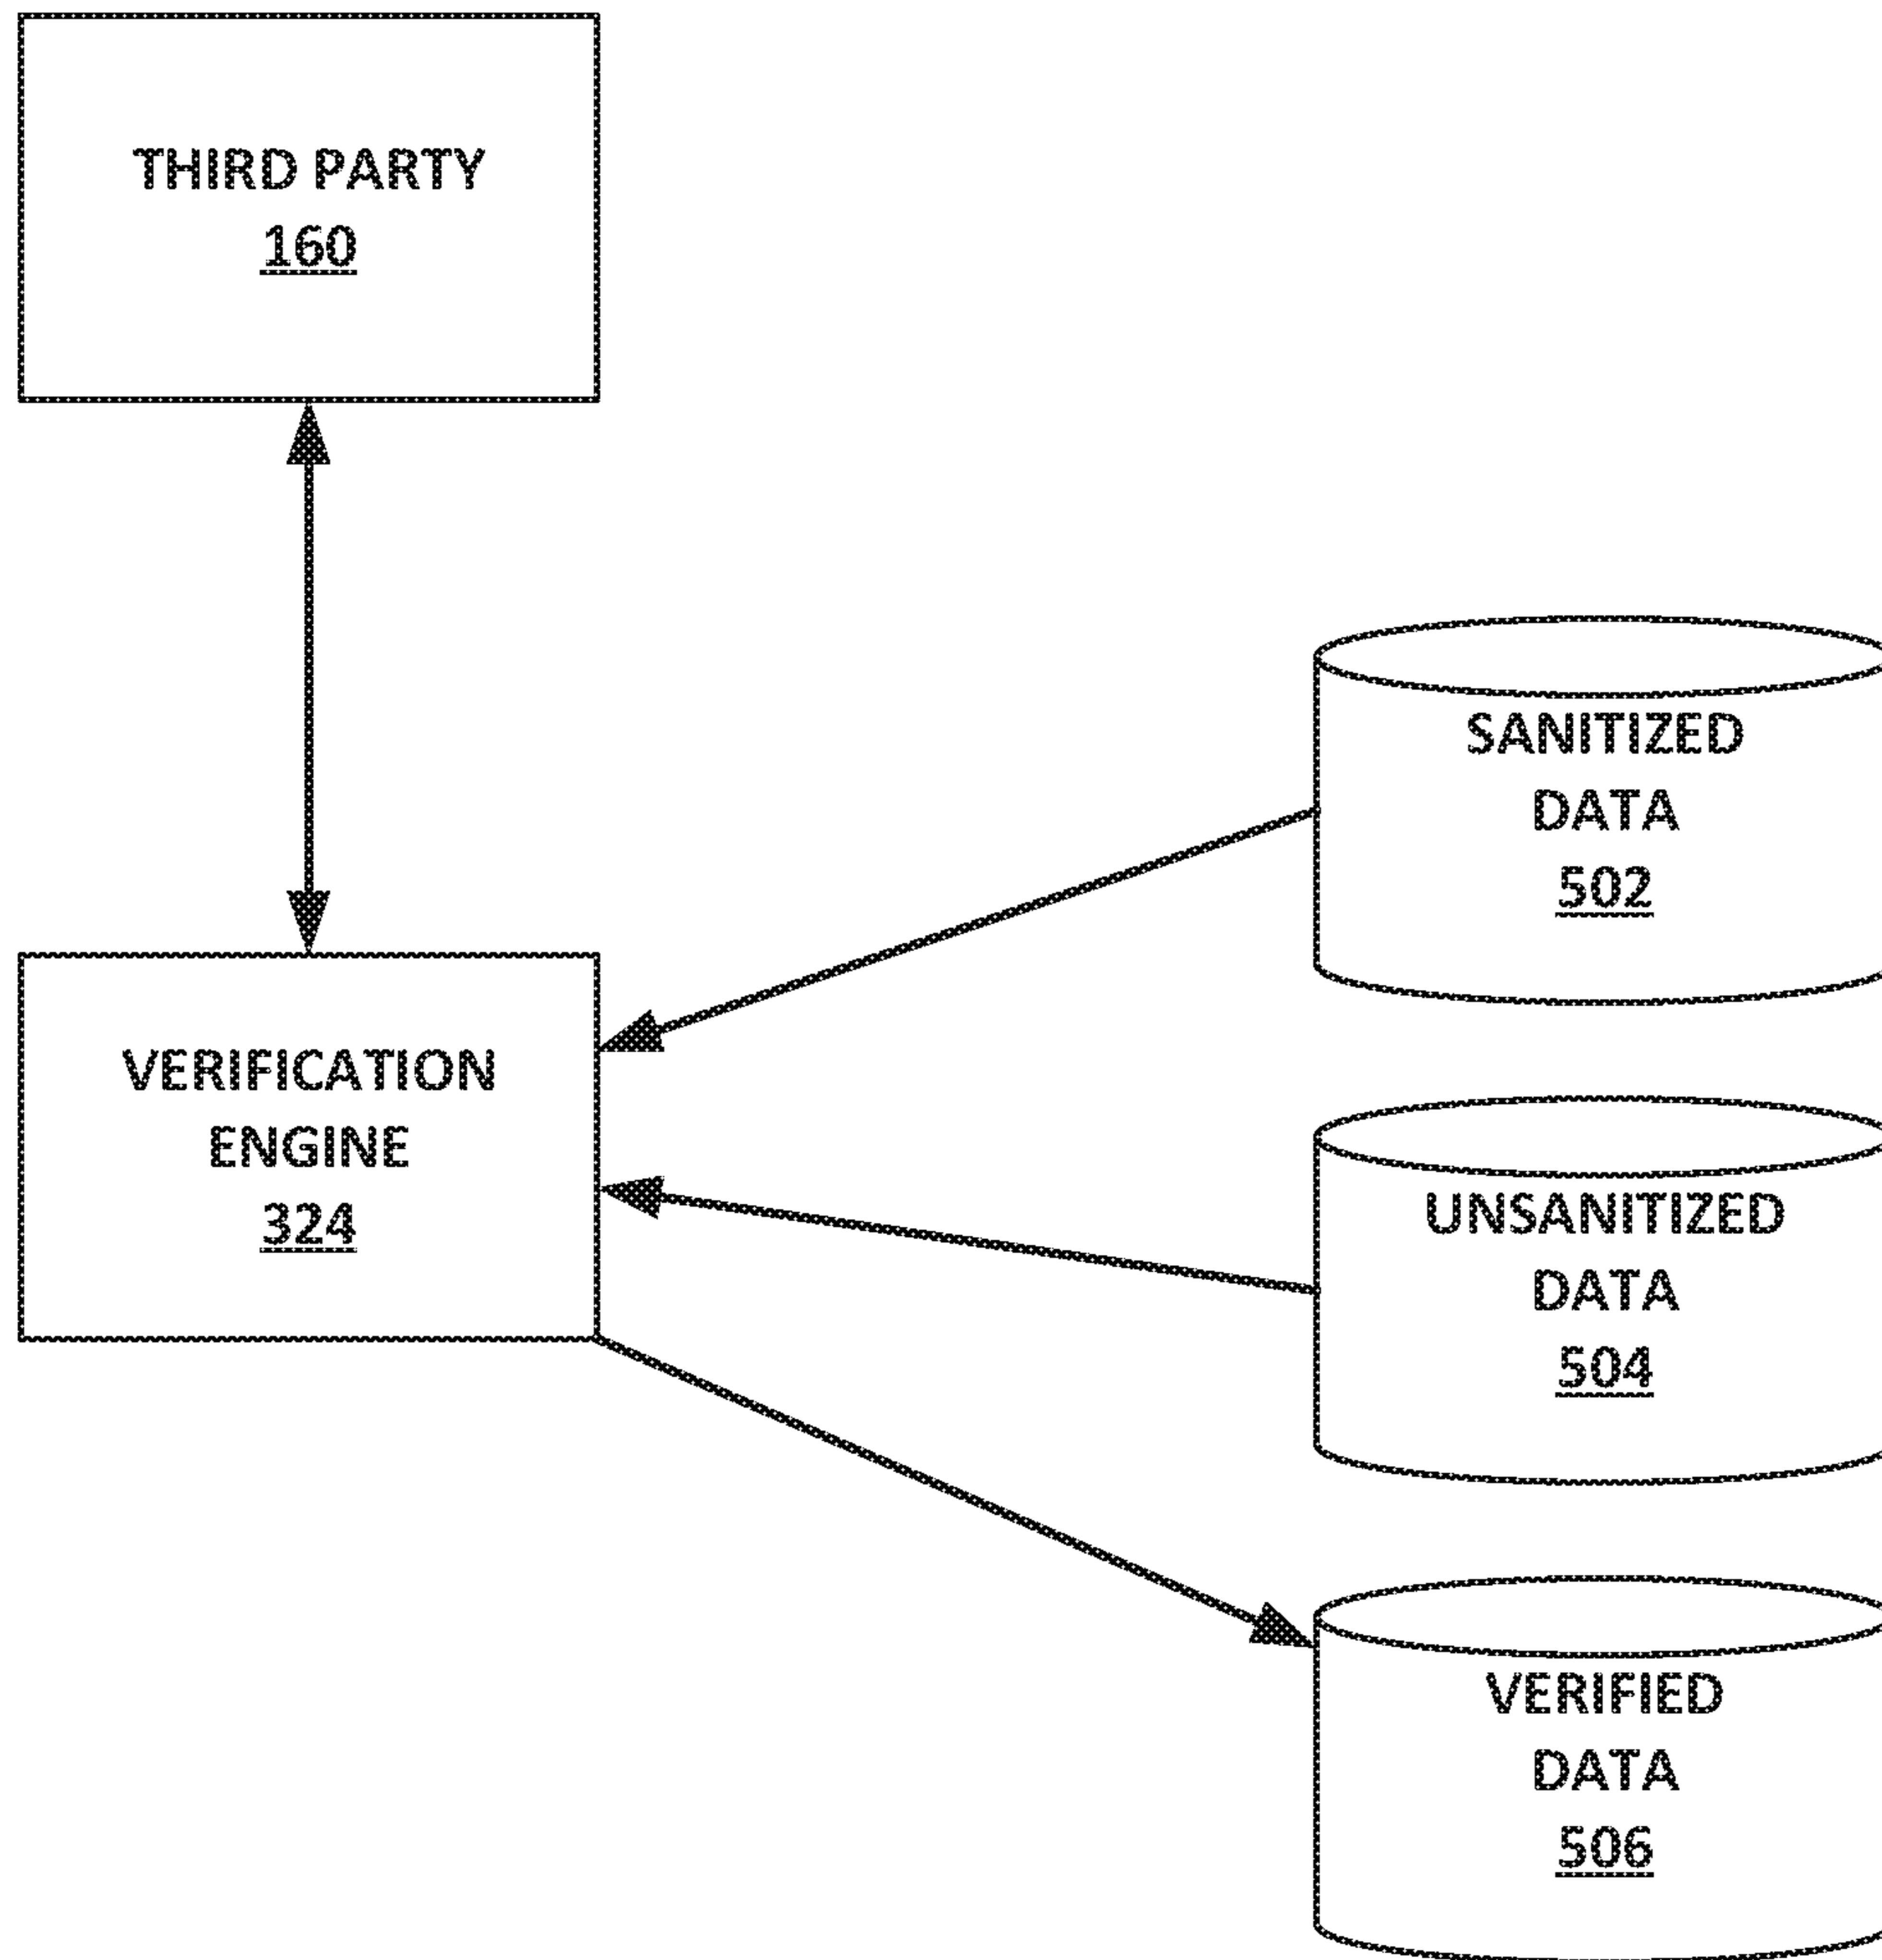 THIRD PARTY
160
SANITIZED
DATA
502
VERIFICATION
ENGINE
324
UNSANITIZED
DATA
504
VERIFIED
DATA
506